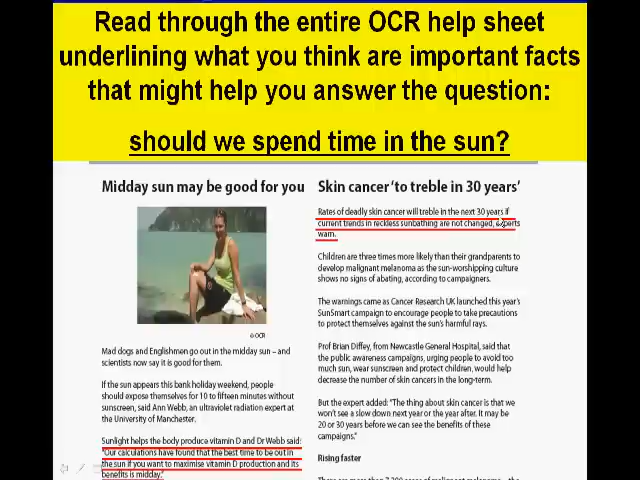 Read through the entire OCR help sheet
underlining what you think are important facts
that might help you answer the question:
should we spend time in the sun?
Midday sun may be good for you
© OCR
Mad dogs and Englishmen go out in the midday sun – and
scientists now say it is good for them.
If the sun appears this bank holiday weekend, people
should expose themselves for 10 to fifteen minutes without
sunscreen, said Ann Webb, an ultraviolet radiation expert at
the University of Manchester.
Sunlight helps the body produce vitamin D and Dr Webb said:
"Our calculations have found that the best time to be out in
the sun if you want to maximise vitamin D production and its
benefits is midday."
Skin cancer 'to treble in 30 years'
Rates of deadly skin cancer will treble in the next 30 years if
current trends in reckless sunbathing are not changed, experts
warn.
Children are three times more likely than their grandparents to
develop malignant melanoma as the sun-worshipping culture
shows no signs of abating, according to campaigners.
The warnings came as Cancer Research UK launched this year's
SunSmart campaign to encourage people to take precautions
to protect themselves against the sun's harmful rays.
Prof Brian Diffey, from Newcastle General Hospital, said that
the public awareness campaigns, urging people to avoid too
much sun, wear sunscreen and protect children, would help
decrease the number of skin cancers in the long-term.
But the expert added: "The thing about skin cancer is that we
won't see a slow down next year or the year after. It may be
20 or 30 years before we can see the benefits of these
campaigns."
Rising faster